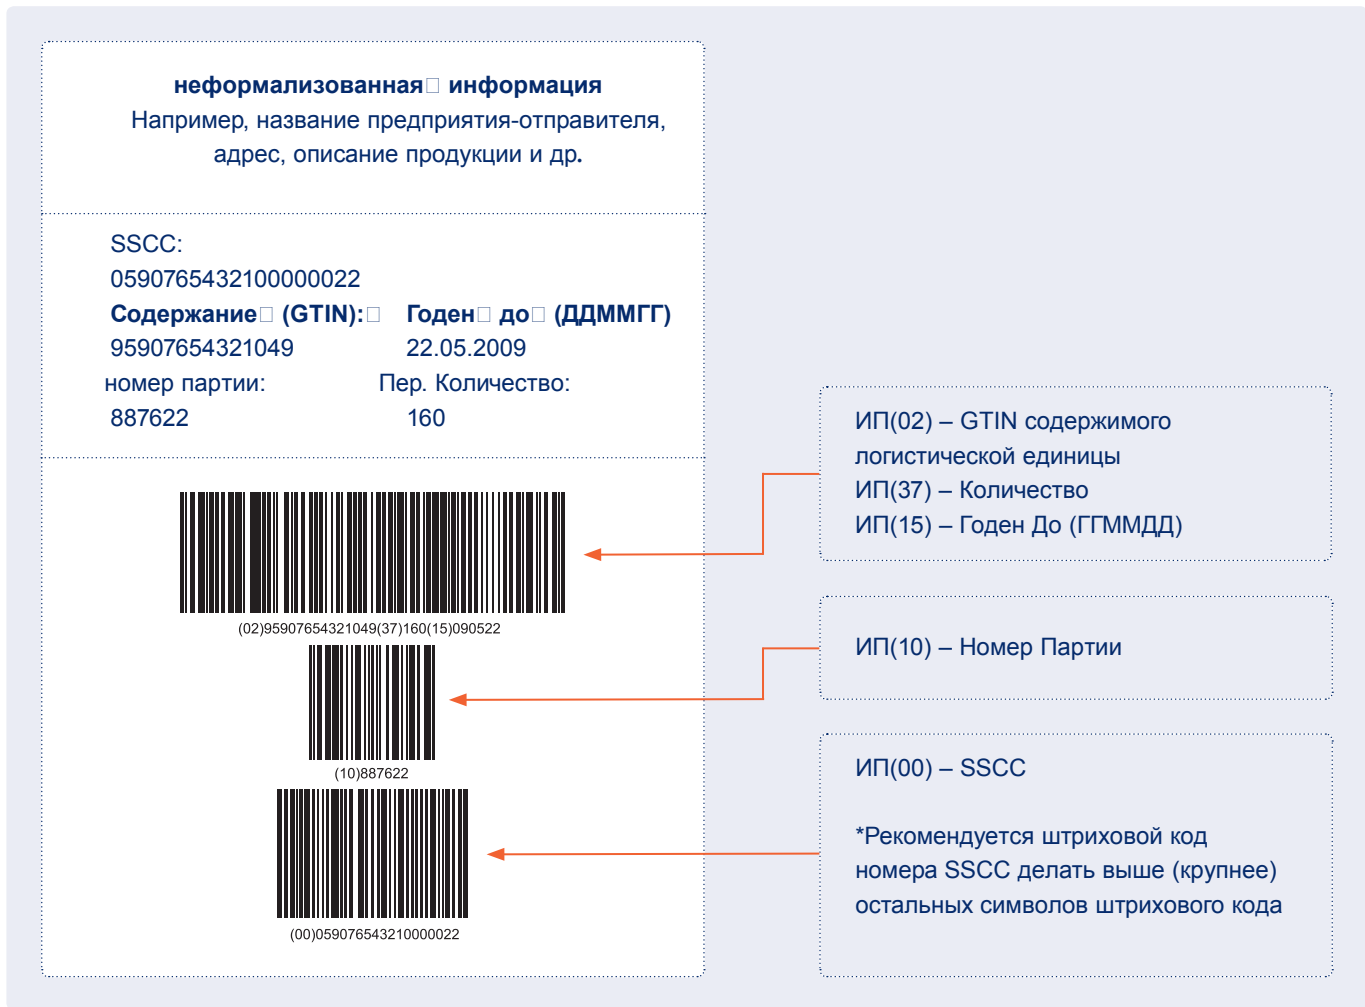 неформализованная□ информация
Например, название предприятия-отправителя,
адрес, описание продукции и др.
SSCC:
0590765432100000022
Содержание□ (GTIN):□ Годен□ до□ (ДДММГГ)
95907654321049 22.05.2009
номер партии: Пер. Количество:
887622 160
(02)95907654321049(37)160(15)090522
(10)887622
(00)059076543210000022
ИП(02) – GTIN содержимого
логистической единицы
ИП(37) – Количество
ИП(15) – Годен До (ГГММДД)
ИП(10) – Номер Партии
ИП(00) – SSCC
*Рекомендуется штриховой код
номера SSCC делать выше (крупнее)
остальных символов штрихового кода